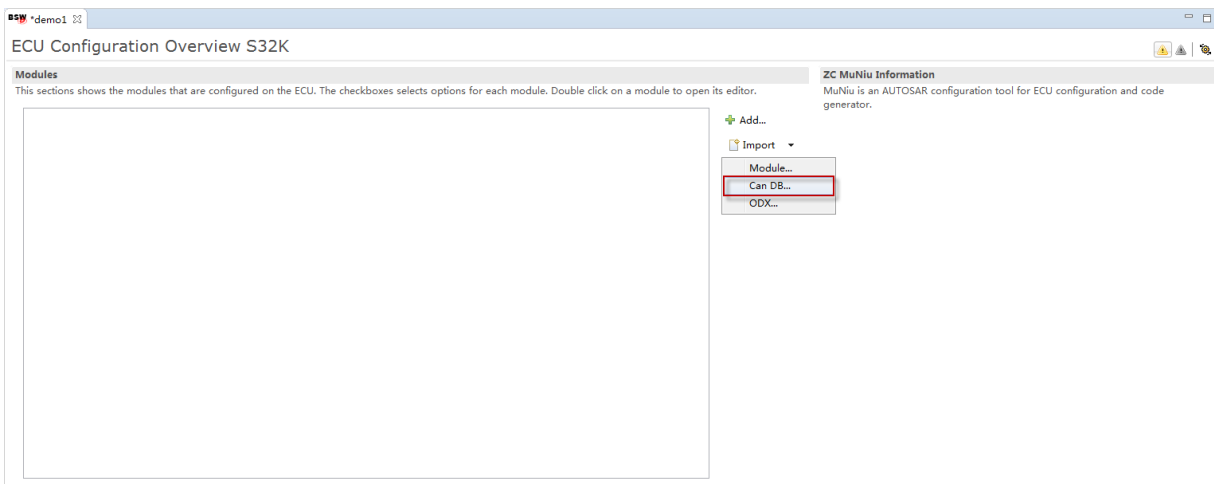 BSW *demo1
ECU Configuration Overview S32K
Modules
This sections shows the modules that are configured on the ECU. The checkboxes selects options for each module. Double click on a module to open its editor.
Add...
Import
Module...
Can DB...
ODX...
ZC MuNiu Information
MuNiu is an AUTOSAR configuration tool for ECU configuration and code
generator.